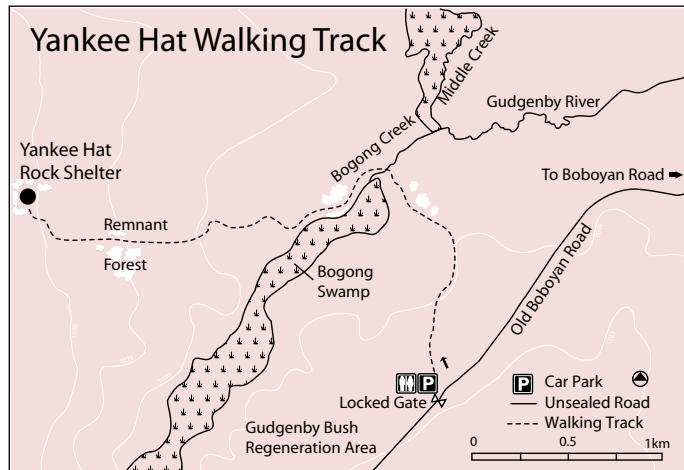 Yankee Hat Walking Track
Middle Creek
Gudgenby River
Bogong Creek
Yankee Hat
Rock Shelter
To Boboyan Road
Remnant
Forest
Bogong
Swamp
Old Boboyan Road
P
Locked Gate
Gudgenby Bush
Regeneration Area
P Car Park
Unsealed Road
Walking Track
0 0.5 1km